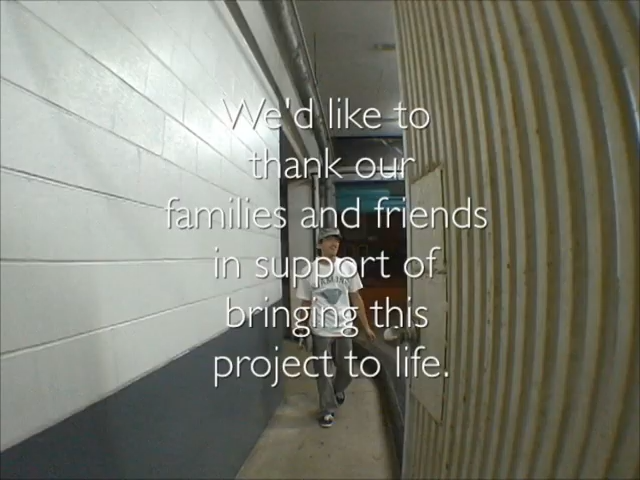 We'd like to
thank our
families and friends
in support of
bringing this
project to life.